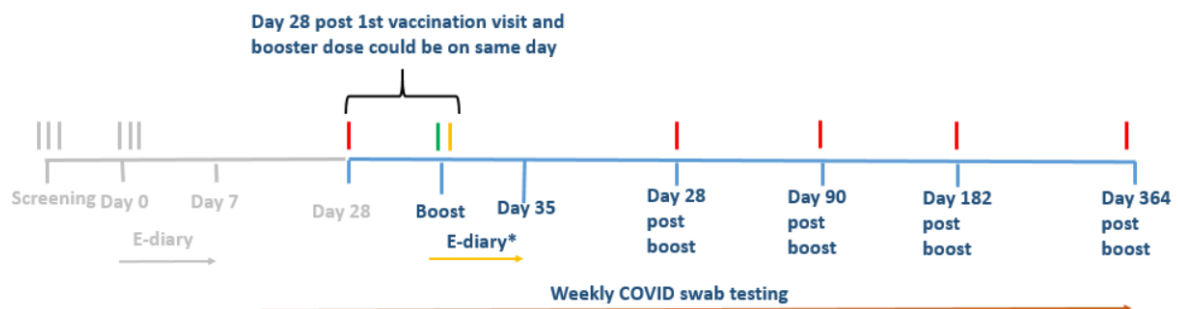 Day 28 post 1st vaccination visit and
booster dose could be on same day
Screening
Day 0
Day 7
Day 28
Boost
Day 35
Day 28
post
boost
Day 90
post
boost
Day 182
post
boost
Day 364
post
boost
E-diary
E-diary*
Weekly COVID swab testing